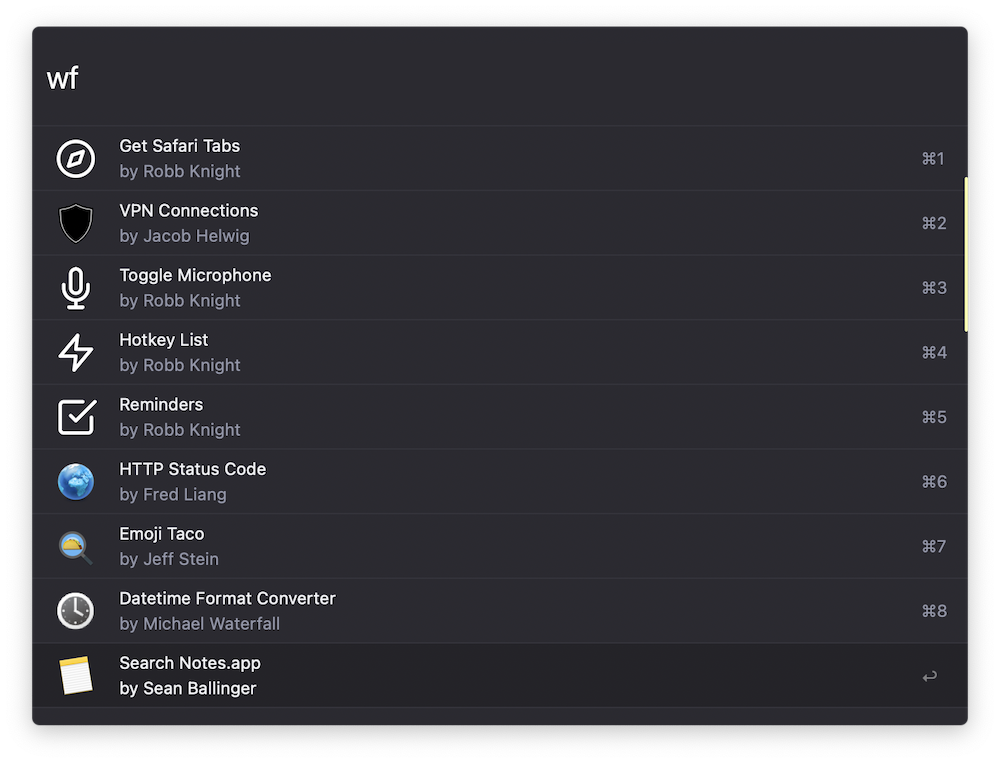 wf
Get Safari Tabs
by Robb Knight
⌘1
VPN Connections
by Jacob Helwig
⌘2
Toggle Microphone
by Robb Knight
⌘3
Hotkey List
by Robb Knight
⌘4
Reminders
by Robb Knight
⌘5
HTTP Status Code
by Fred Liang
⌘6
Emoji Taco
by Jeff Stein
⌘7
Datetime Format Converter
by Michael Waterfall
⌘8
Search Notes.app
by Sean Ballinger
↩